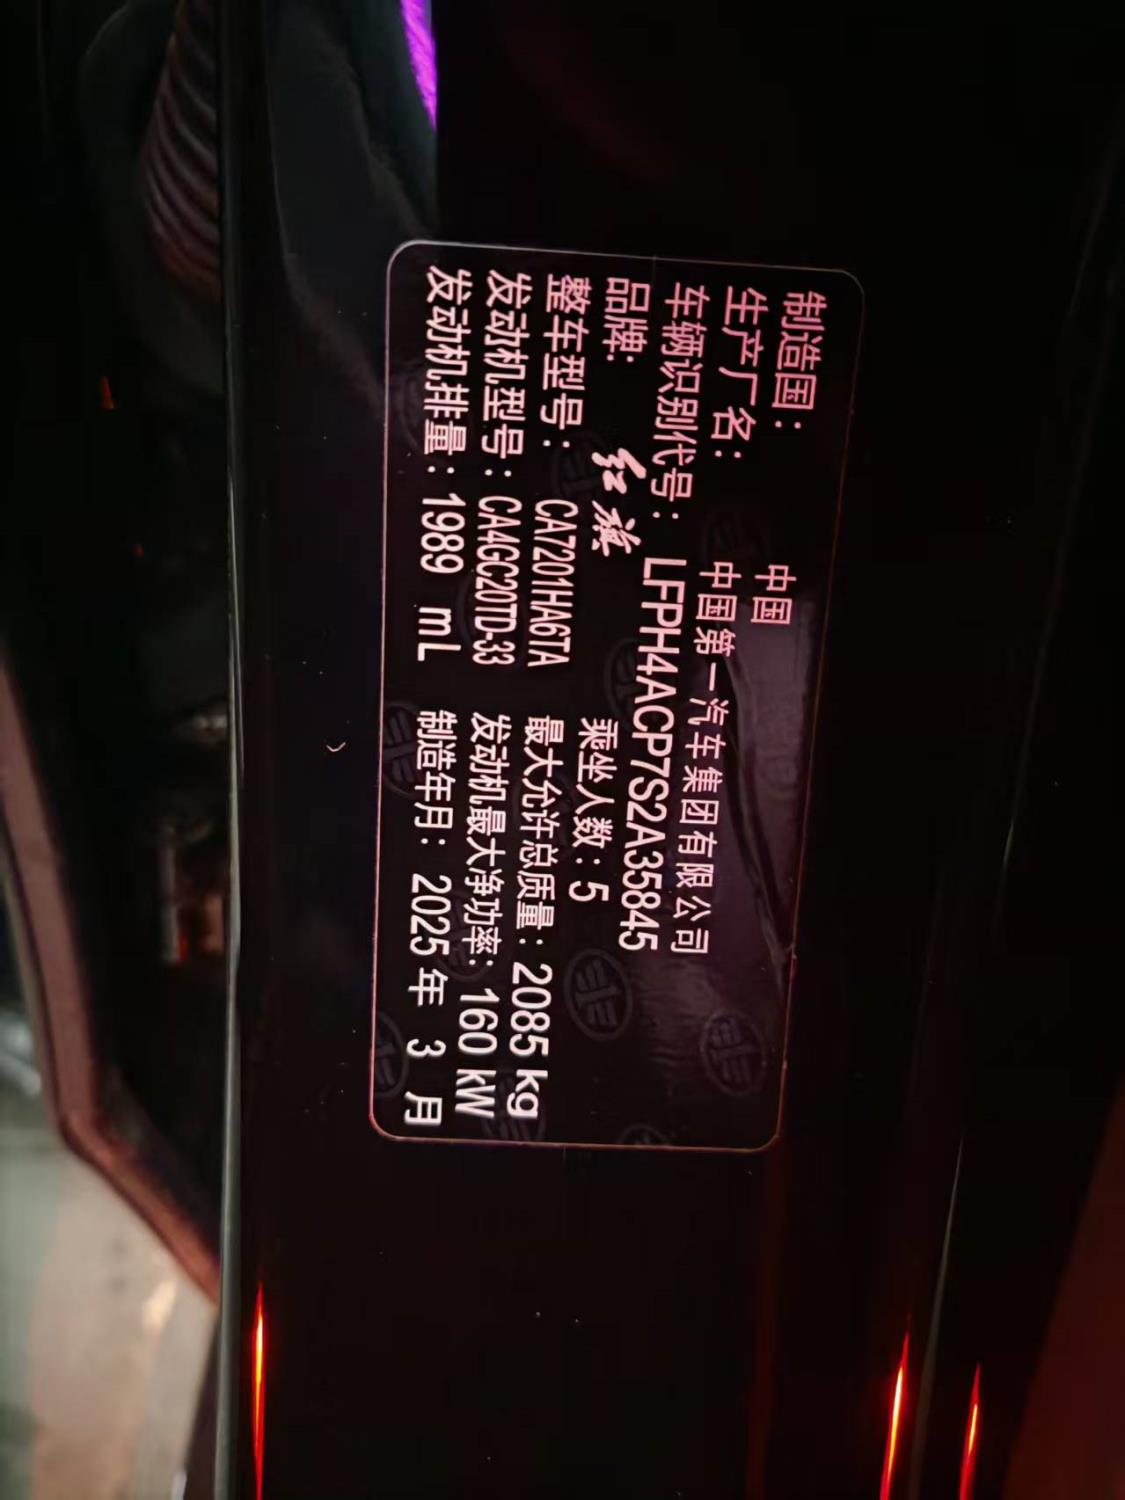 制造国： 中国
生产厂名： 中国第一汽车集团有限公司
车辆识别代号： LFPH4ACP7S2A35845
品牌: 红旗 乘坐人数：5
整车型号： CA7201HA6TA 最大允许总质量：2085 kg
发动机型号：CA4GC20TD-33 发动机最大净功率：160 kW
发动机排量：1989 mL 制造年月：2025 年 3 月